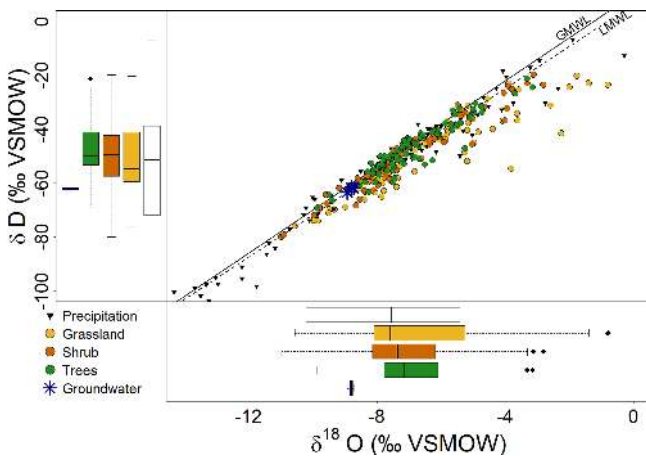 GMWL
LMWL
0
-20
-40
-60
-80
-100
δ D (‰ VSMOW)
Precipitation
Grassland
Shrub
Trees
Groundwater
-12
-8
-4
0
δ¹⁸ O (‰ VSMOW)